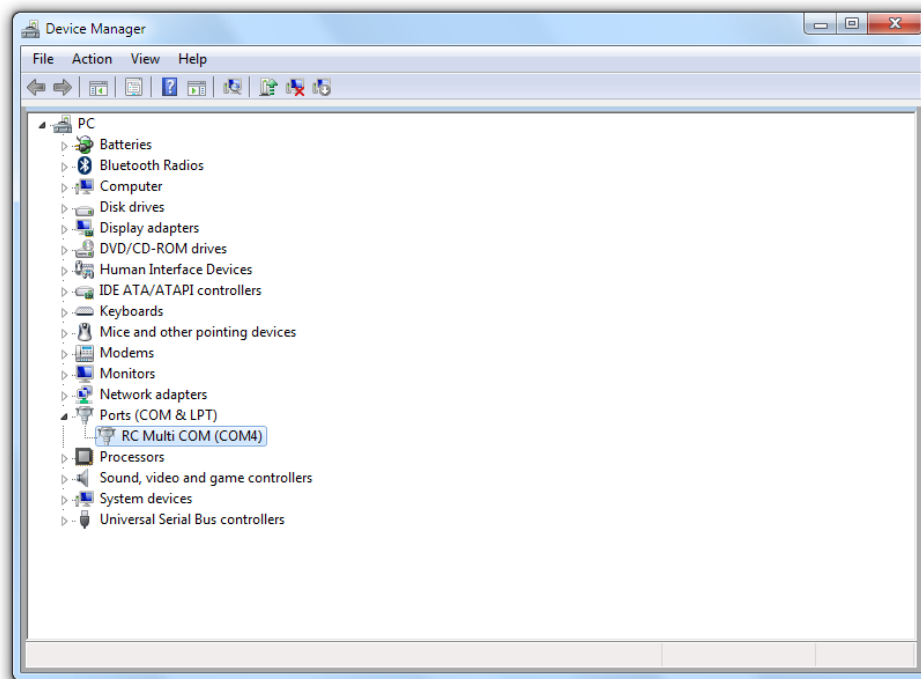 Device Manager
File Action View Help
PC
Batteries
Bluetooth Radios
Computer
Disk drives
Display adapters
DVD/CD-ROM drives
Human Interface Devices
IDE ATA/ATAPI controllers
Keyboards
Mice and other pointing devices
Modems
Monitors
Network adapters
Ports (COM & LPT)
RC Multi COM (COM4)
Processors
Sound, video and game controllers
System devices
Universal Serial Bus controllers